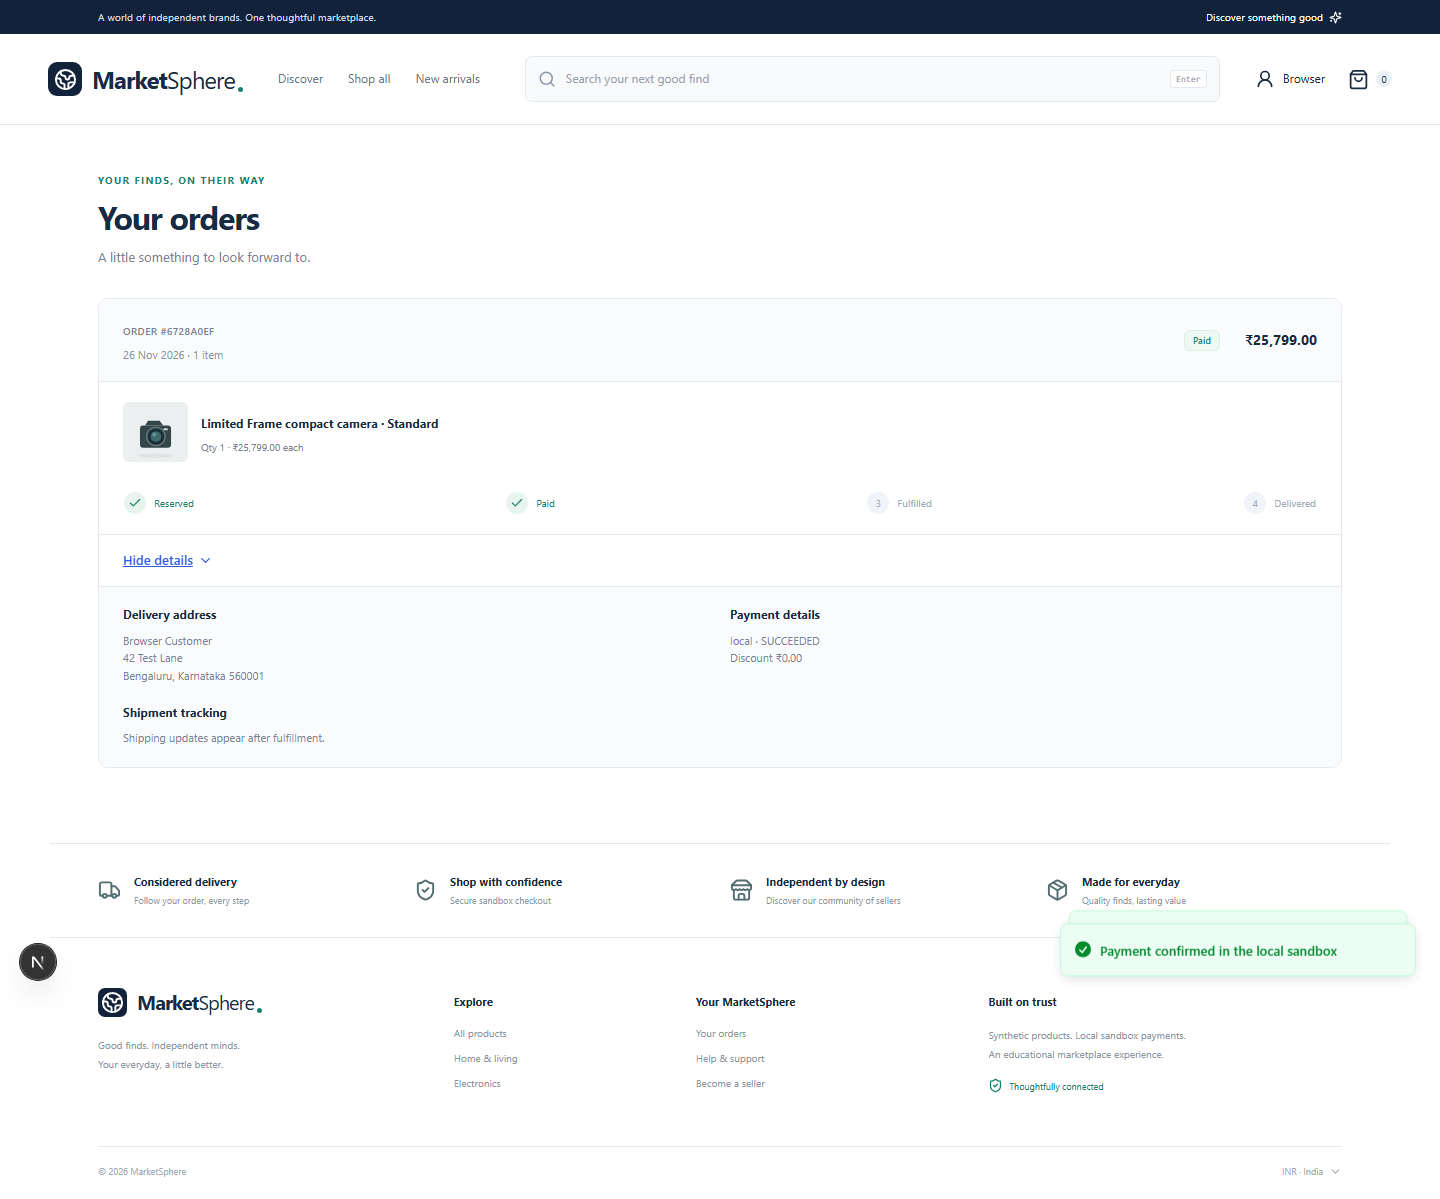 A world of independent brands. One thoughtful marketplace.
Discover something good
MarketSphere.
Discover
Shop all
New arrivals
Search your next good find
Enter
Browser
0
YOUR FINDS, ON THEIR WAY
Your orders
A little something to look forward to.
ORDER #6728A0EF
26 Nov 2026 · 1 item
Paid
₹25,799.00
Limited Frame compact camera · Standard
Qty 1 · ₹25,799.00 each
Reserved
Paid
3 Fulfilled
4 Delivered
Hide details
Delivery address
Browser Customer
42 Test Lane
Bengaluru, Karnataka 560001
Payment details
local · SUCCEEDED
Discount ₹0.00
Shipment tracking
Shipping updates appear after fulfillment.
Considered delivery
Follow your order, every step
Shop with confidence
Secure sandbox checkout
Independent by design
Discover our community of sellers
Made for everyday
Quality finds, lasting value
Payment confirmed in the local sandbox
N
MarketSphere.
Good finds. Independent minds.
Your everyday, a little better.
Explore
All products
Home & living
Electronics
Your MarketSphere
Your orders
Help & support
Become a seller
Built on trust
Synthetic products. Local sandbox payments.
An educational marketplace experience.
Thoughtfully connected
© 2026 MarketSphere
INR · India